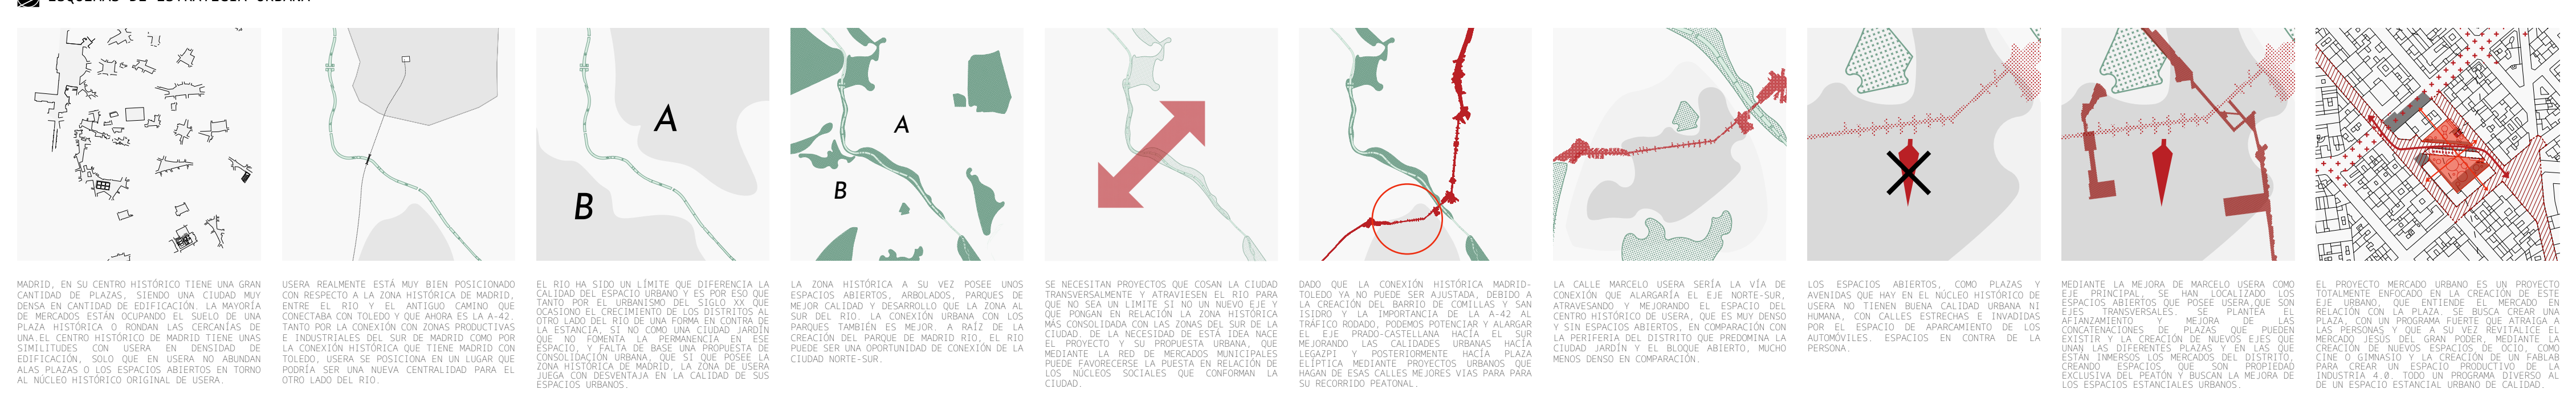 ESQUEMAS DE ESTRATEGIA URBANA
A
B
A
B
MADRID, EN SU CENTRO HISTÓRICO TIENE UNA GRAN
CANTIDAD DE PLAZAS, SIENDO UNA CIUDAD MUY
DENSA EN CANTIDAD DE EDIFICACIÓN. LA MAYORÍA
DE MERCADOS ESTÁN OCUPANDO EL SUELO DE UNA
PLAZA HISTÓRICA O RONDAN LAS CERCANÍAS DE
UNA.EL CENTRO HISTÓRICO DE MADRID TIENE UNAS
SIMILITUDES CON USERA EN DENSIDAD DE
EDIFICACIÓN, SOLO QUE EN USERA NO ABUNDAN
ALAS PLAZAS O LOS ESPACIOS ABIERTOS EN TORNO
AL NÚCLEO HISTÓRICO ORIGINAL DE USERA.
USERA REALMENTE ESTÁ MUY BIEN POSICIONADO
CON RESPECTO A LA ZONA HISTÓRICA DE MADRID,
ENTRE EL RIO Y EL ANTIGUO CAMINO QUE
CONECTABA CON TOLEDO Y QUE AHORA ES LA A-42.
TANTO POR LA CONEXIÓN CON ZONAS PRODUCTIVAS
E INDUSTRIALES DEL SUR DE MADRID COMO POR
LA CONEXIÓN HISTÓRICA QUE TIENE MADRID CON
TOLEDO, USERA SE POSICIONA EN UN LUGAR QUE
PODRÍA SER UNA NUEVA CENTRALIDAD PARA EL
OTRO LADO DEL RIO.
EL RIO HA SIDO UN LÍMITE QUE DIFERENCIA LA
CALIDAD DEL ESPACIO URBANO Y ES POR ESO QUE
TANTO POR EL URBANISMO DEL SIGLO XX QUE
OCASIONO EL CRECIMIENTO DE LOS DISTRITOS AL
OTRO LADO DEL RIO DE UNA FORMA EN CONTRA DE
LA ESTANCIA, SÍ NO COMO UNA CIUDAD JARDÍN
QUE NO FOMENTA LA PERMANENCIA EN ESE
ESPACIO, Y FALTA DE BASE UNA PROPUESTA DE
CONSOLIDACIÓN URBANA, QUE SÍ QUE POSEE LA
ZONA HISTÓRICA DE MADRID, LA ZONA DE USERA
JUEGA CON DESVENTAJA EN LA CALIDAD DE SUS
ESPACIOS URBANOS.
LA ZONA HISTÓRICA A SU VEZ POSEE UNOS
ESPACIOS ABIERTOS, ARBOLADOS, PARQUES DE
MEJOR CALIDAD Y DESARROLLO QUE LA ZONA AL
SUR DEL RIO. LA CONEXIÓN URBANA CON LOS
PARQUES TAMBIÉN ES MEJOR. A RAÍZ DE LA
CREACIÓN DEL PARQUE DE MADRID RIO, EL RIO
PUEDE SER UNA OPORTUNIDAD DE CONEXIÓN DE LA
CIUDAD NORTE-SUR.
SE NECESITAN PROYECTOS QUE COSAN LA CIUDAD
TRANSVERSALMENTE Y ATRAVIESEN EL RIO PARA
QUE NO SEA UN LIMITE SI NO UN NUEVO EJE Y
QUE PONGAN EN RELACIÓN LA ZONA HISTÓRICA
MÁS CONSOLIDADA CON LAS ZONAS DEL SUR DE LA
CIUDAD. DE LA NECESIDAD DE ESTÁ IDEA NACE
EL PROYECTO Y SU PROPUESTA URBANA, QUE
MEDIANTE LA RED DE MERCADOS MUNICIPALES
PUEDE FAVORECERSE LA PUESTA EN RELACIÓN DE
LOS NÚCLEOS SOCIALES QUE CONFORMAN LA
CIUDAD.
DADO QUE LA CONEXIÓN HISTÓRICA MADRID-
TOLEDO YA NO PUEDE SER AJUSTADA, DEBIDO A
LA CREACIÓN DEL BARRIO DE COMILLAS Y SAN
ISIDRO Y LA IMPORTANCIA DE LA A-42 AL
TRÁFICO RODADO, PODEMOS POTENCIAR Y ALARGAR
EL EJE PRADO-CASTELLANA HACÍA EL SUR
MEJORANDO LAS CALIDADES URBANAS HACÍA
LEGAZPI Y POSTERIORMENTE HACÍA PLAZA
ELÍPTICA MEDIANTE PROYECTOS URBANOS QUE
HAGAN DE ESAS CALLES MEJORES VIAS PARA PARA
SU RECORRIDO PEATONAL.
LA CALLE MARCELO USERA SERÍA LA VÍA DE
CONEXIÓN QUE ALARGARÍA EL EJE NORTE-SUR,
ATRAVESANDO Y MEJORANDO EL ESPACIO DEL
CENTRO HISTÓRICO DE USERA, QUE ES MUY DENSO
Y SIN ESPACIOS ABIERTOS, EN COMPARACIÓN CON
LA PERIFERIA DEL DISTRITO QUE PREDOMINA LA
CIUDAD JARDÍN Y EL BLOQUE ABIERTO, MUCHO
MENOS DENSO EN COMPARACIÓN.
LOS ESPACIOS ABIERTOS, COMO PLAZAS Y
AVENIDAS QUE HAY EN EL NÚCLEO HISTÓRICO DE
USERA NO TIENEN BUENA CALIDAD URBANA NI
HUMANA, CON CALLES ESTRECHAS E INVADIDAS
POR EL ESPACIO DE APARCAMIENTO DE LOS
AUTOMÓVILES. ESPACIOS EN CONTRA DE LA
PERSONA.
MEDIANTE LA MEJORA DE MARCELO USERA COMO
EJE PRINCIPAL, SE HAN LOCALIZADO LOS
ESPACIOS ABIERTOS QUE POSEE USERA,QUE SON
EJES TRANSVERSALES. SE PLANTEA EL
AFIANZAMIENTO Y MEJORA DE LAS
CONCATENACIONES DE PLAZAS QUE PUEDEN
EXISTIR Y LA CREACIÓN DE NUEVOS EJES QUE
UNAN LAS DIFERENTES PLAZAS Y EN LAS QUE
ESTÁN INMERSOS LOS MERCADOS DEL DISTRITO,
CREANDO ESPACIOS QUE SON PROPIEDAD
EXCLUSIVA DEL PEATÓN Y BUSCAN LA MEJORA DE
LOS ESPACIOS ESTANCIALES URBANOS.
EL PROYECTO MERCADO URBANO ES UN PROYECTO
TOTALMENTE ENFOCADO EN LA CREACIÓN DE ESTE
EJE URBANO, QUE ENTIENDE EL MERCADO EN
RELACIÓN CON LA PLAZA. SE BUSCA CREAR UNA
PLAZA, CON UN PROGRAMA FUERTE QUE ATRAIGA A
LAS PERSONAS Y QUE A SU VEZ REVITALICE EL
MERCADO JESÚS DEL GRAN PODER, MEDIANTE LA
CREACIÓN DE NUEVOS ESPACIOS DE OCIO, COMO
CINE O GIMNASIO Y LA CREACIÓN DE UN FABLAB
PARA CREAR UN ESPACIO PRODUCTIVO DE LA
INDUSTRIA 4.0. TODO UN PROGRAMA DIVERSO AL
DE UN ESPACIO ESTANCIAL URBANO DE CALIDAD.